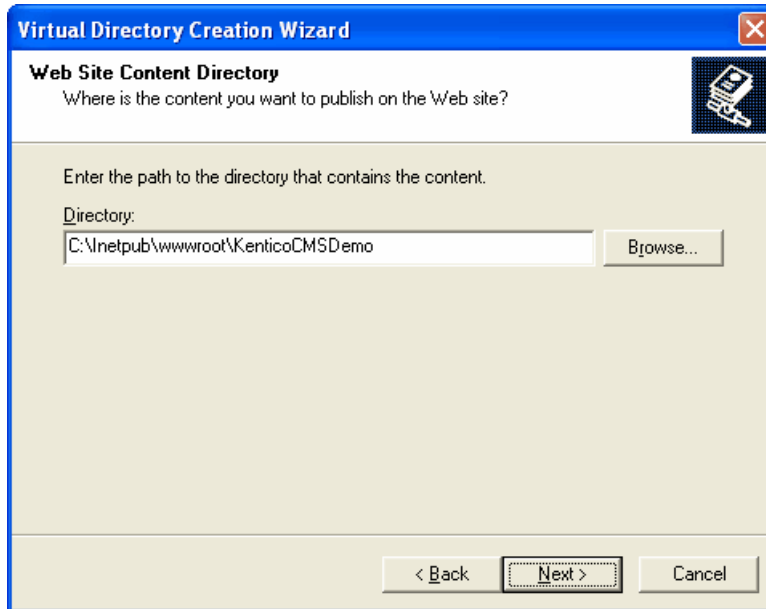 Virtual Directory Creation Wizard
Web Site Content Directory
Where is the content you want to publish on the Web site?
Enter the path to the directory that contains the content.
Directory:
C:\Inetpub\wwwroot\KenticoCMSDemo
Browse...
< Back
Next >
Cancel